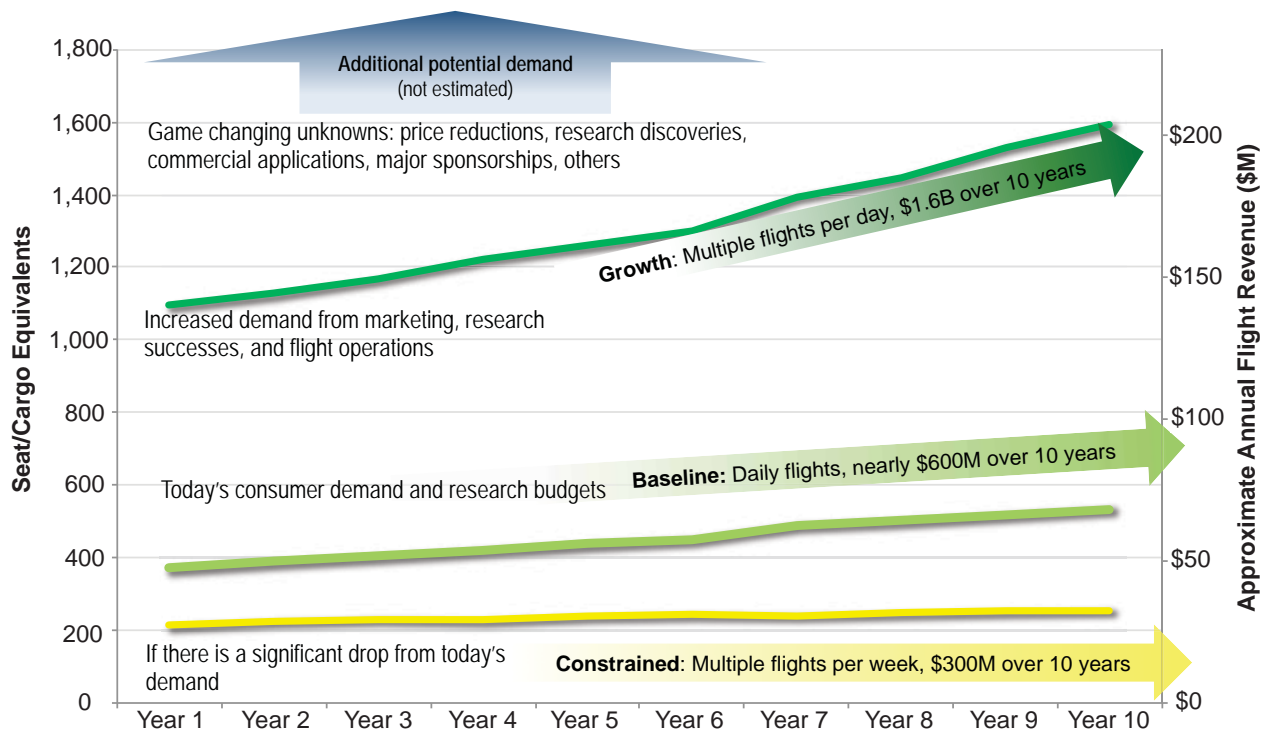 Additional potential demand
(not estimated)
Game changing unknowns: price reductions, research discoveries,
commercial applications, major sponsorships, others
Growth: Multiple flights per day, $1.6B over 10 years
Increased demand from marketing, research
successes, and flight operations
Baseline: Daily flights, nearly $600M over 10 years
Today's consumer demand and research budgets
If there is a significant drop from today's
demand
Constrained: Multiple flights per week, $300M over 10 years
Seat/Cargo Equivalents
1,800
1,600
1,400
1,200
1,000
800
600
400
200
0
Approximate Annual Flight Revenue ($M)
$200
$150
$100
$50
$0
Year 1 Year 2 Year 3 Year 4 Year 5 Year 6 Year 7 Year 8 Year 9 Year 10